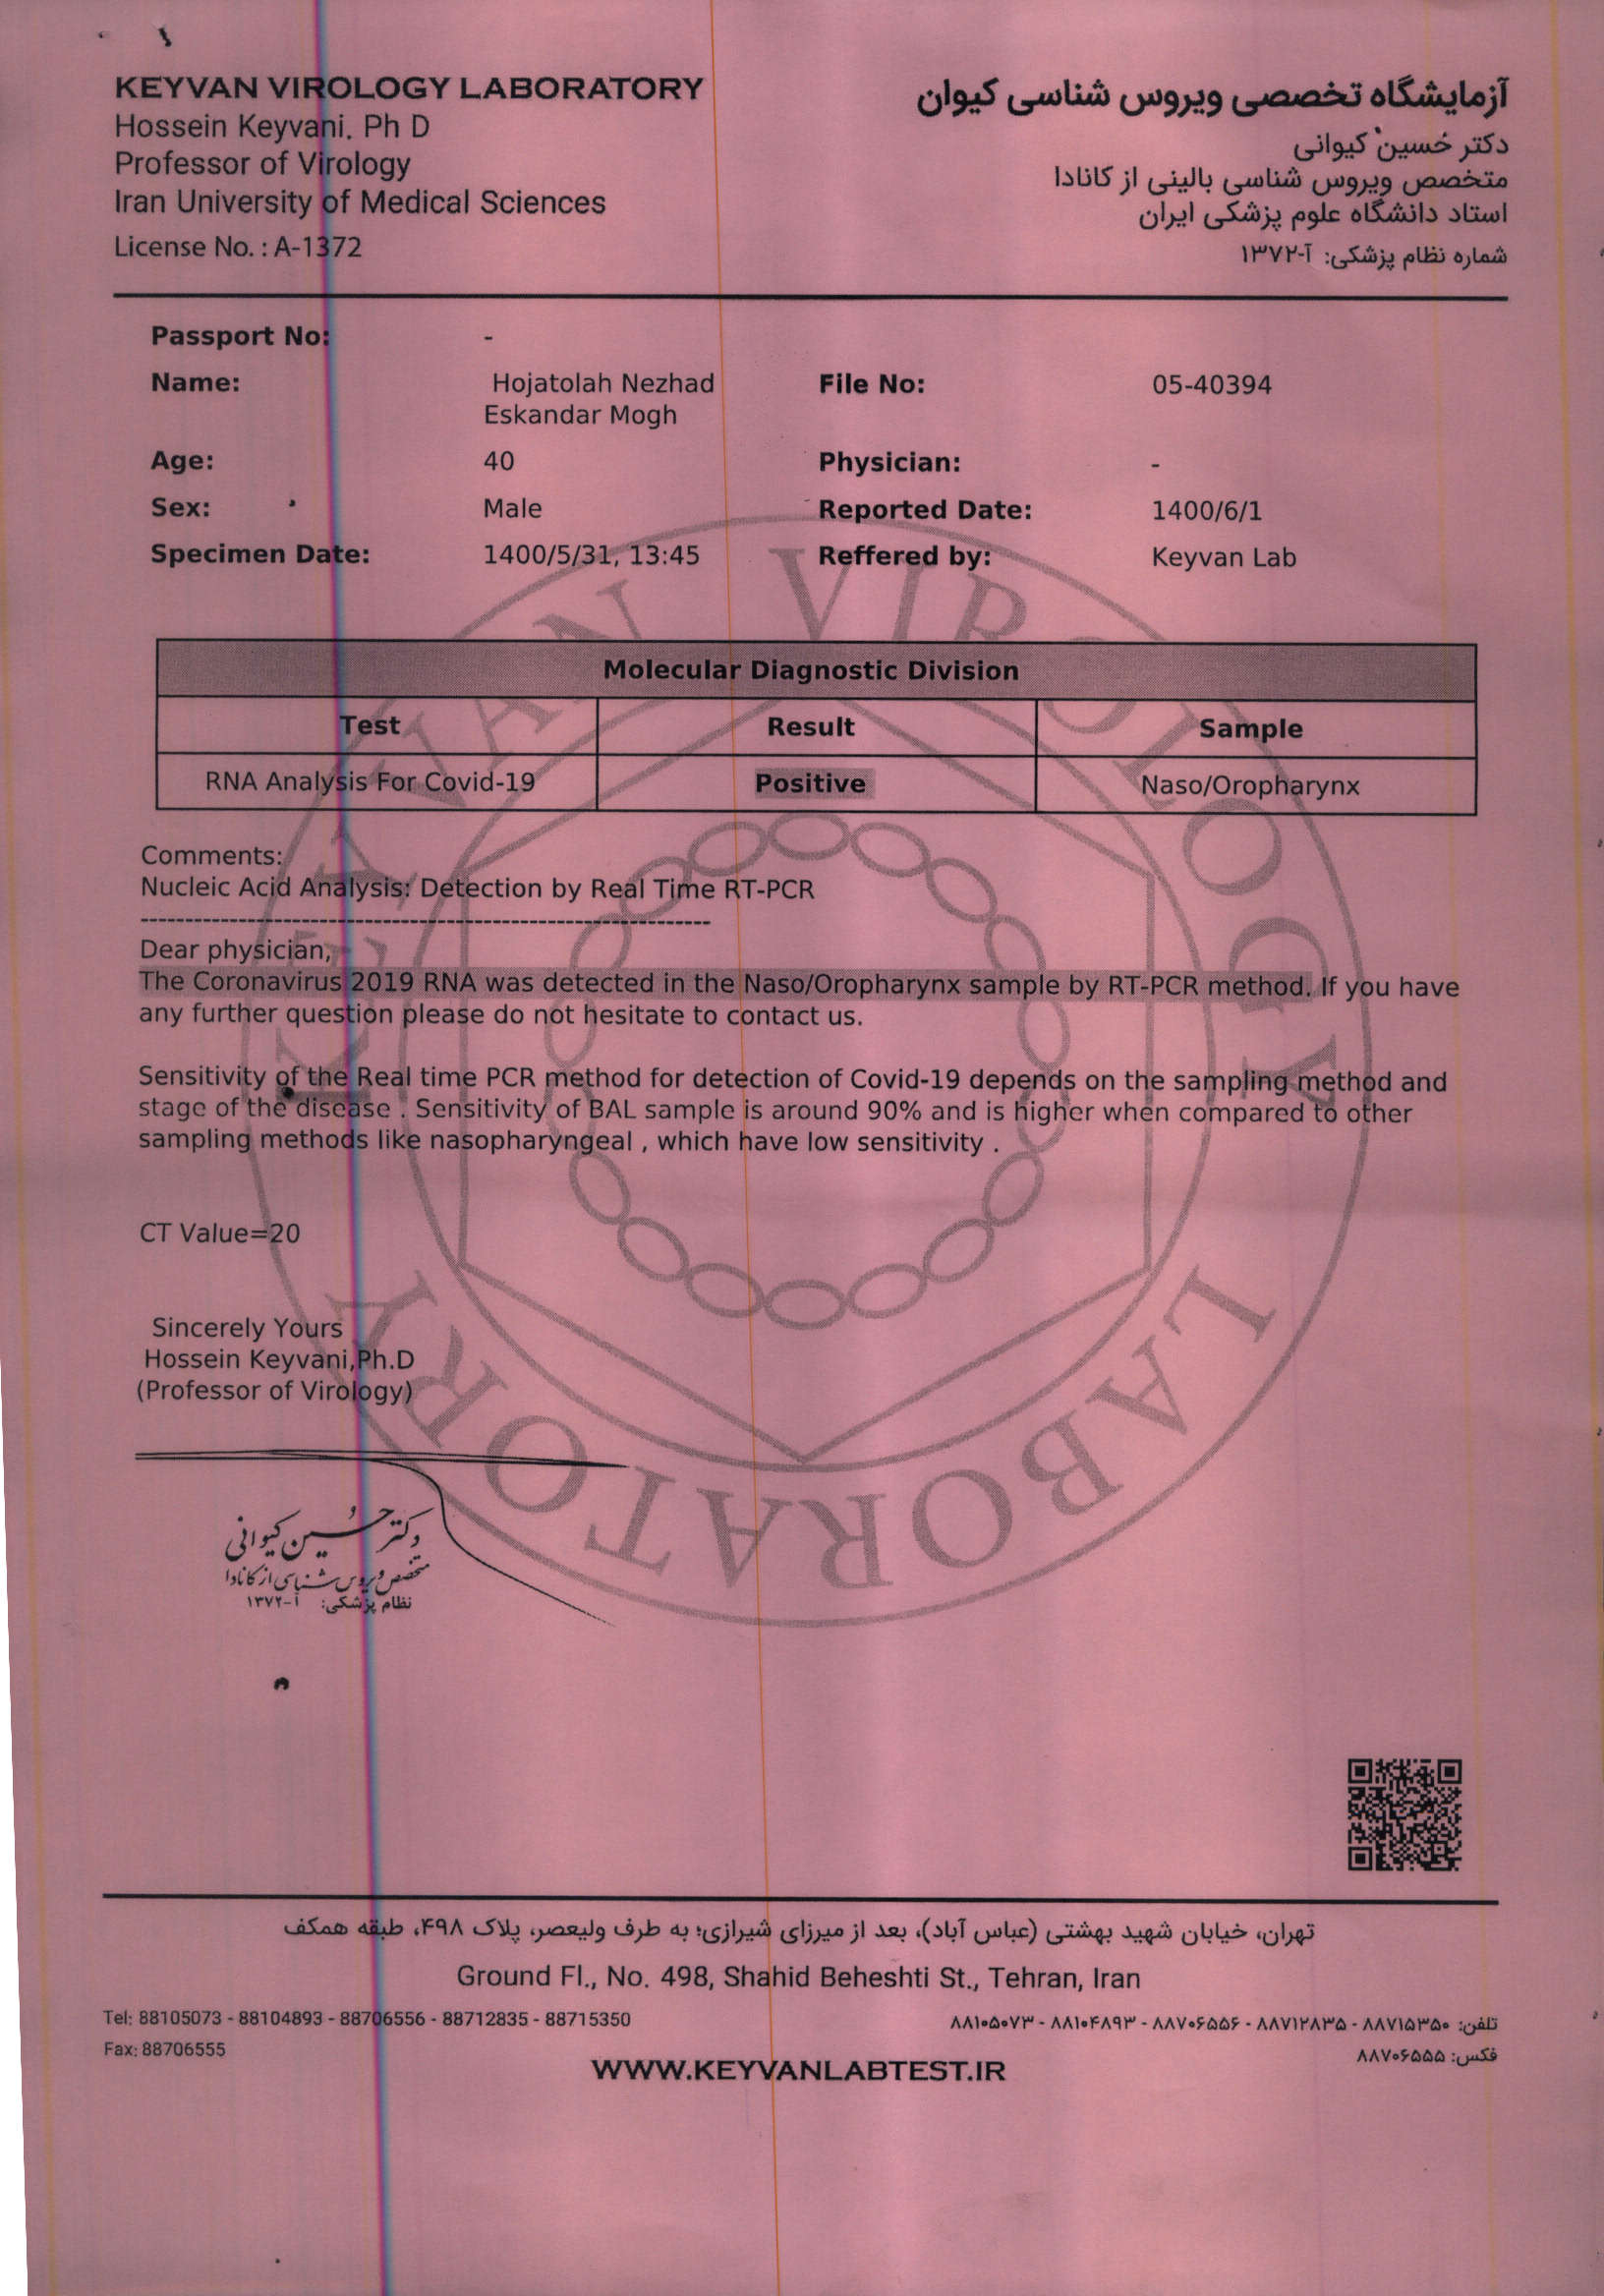 KEYVAN VIROLOGY LABORATORY
Hossein Keyvani. Ph D
Professor of Virology
Iran University of Medical Sciences
License No. : A-1372
آزمایشگاه تخصصی ویروس شناسی کیوان
دکتر حُسین کیوانی
متخصص ویروس شناسی بالینی از کانادا
استاد دانشگاه علوم پزشکی ایران
شماره نظام پزشکی: آ-۱۳۷۲
Passport No: -
Name: Hojatolah Nezhad File No: 05-40394
Eskandar Mogh
Age: 40 Physician: -
Sex: Male Reported Date: 1400/6/1
Specimen Date: 1400/5/31, 13:45 Reffered by: Keyvan Lab
Molecular Diagnostic Division
Test Result Sample
RNA Analysis For Covid-19 Positive Naso/Oropharynx
Comments:
Nucleic Acid Analysis: Detection by Real Time RT-PCR
----------------------------------------------------------------
Dear physician,
The Coronavirus 2019 RNA was detected in the Naso/Oropharynx sample by RT-PCR method. If you have
any further question please do not hesitate to contact us.
Sensitivity of the Real time PCR method for detection of Covid-19 depends on the sampling method and
stage of the disease . Sensitivity of BAL sample is around 90% and is higher when compared to other
sampling methods like nasopharyngeal , which have low sensitivity .
CT Value=20
Sincerely Yours
Hossein Keyvani,Ph.D
(Professor of Virology)
دکتر حُسین کیوانی
متخصص ویروس شناسی از کانادا
نظام پزشکی: آ-۱۳۷۲
KEYVAN VIROLOGY LABORATORY
تهران، خیابان شهید بهشتی (عباس آباد)، بعد از میرزای شیرازی؛ به طرف ولیعصر، پلاک ۴۹۸، طبقه همکف
Ground Fl., No. 498, Shahid Beheshti St., Tehran, Iran
Tel: 88105073 - 88104893 - 88706556 - 88712835 - 88715350
Fax: 88706555
تلفن: ۸۸۷۱۵۳۵۰ - ۸۸۷۱۲۸۳۵ - ۸۸۷۰۶۵۵۶ - ۸۸۱۰۴۸۹۳ - ۸۸۱۰۵۰۷۳
فکس: ۸۸۷۰۶۵۵۵
WWW.KEYVANLABTEST.IR